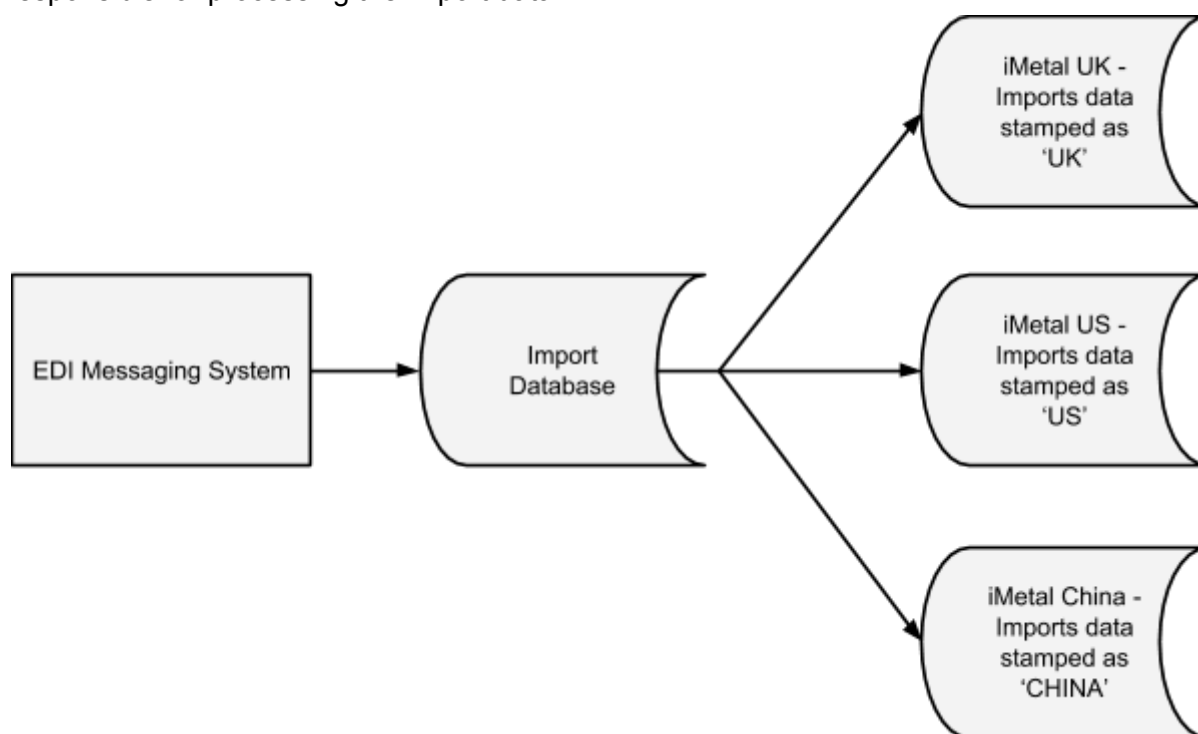 EDI Messaging System
Import
Database
iMetal UK -
Imports data
stamped as
‘UK’
iMetal US -
Imports data
stamped as
‘US’
iMetal China -
Imports data
stamped as
‘CHINA’